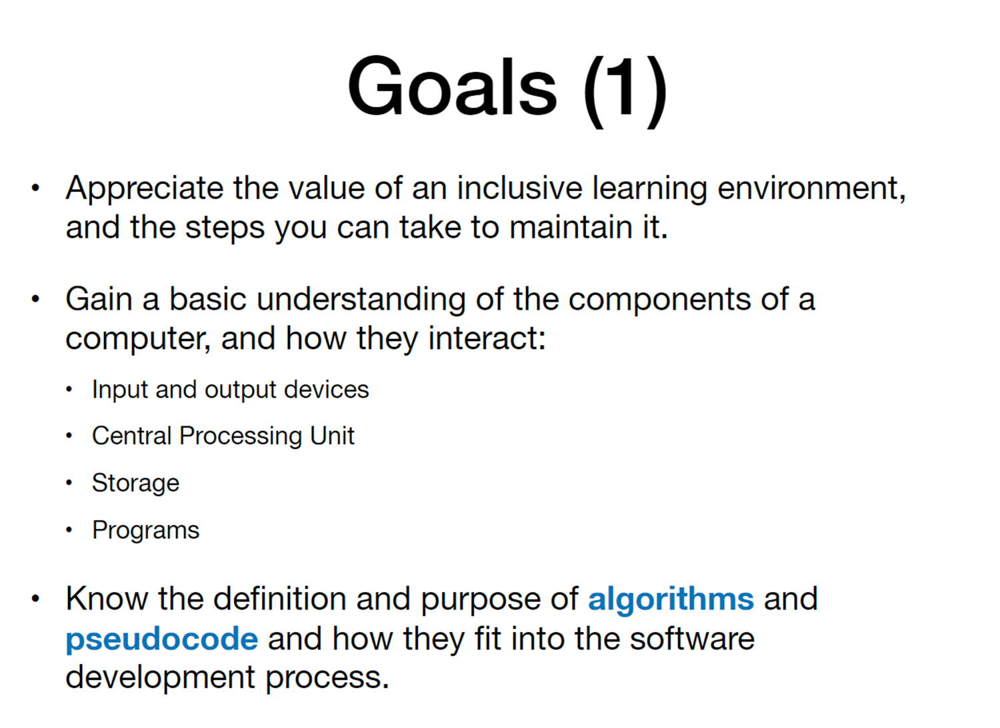 Goals (1)
• Appreciate the value of an inclusive learning environment,
and the steps you can take to maintain it.
• Gain a basic understanding of the components of a
computer, and how they interact:
• Input and output devices
• Central Processing Unit
• Storage
• Programs
• Know the definition and purpose of algorithms and
pseudocode and how they fit into the software
development process.